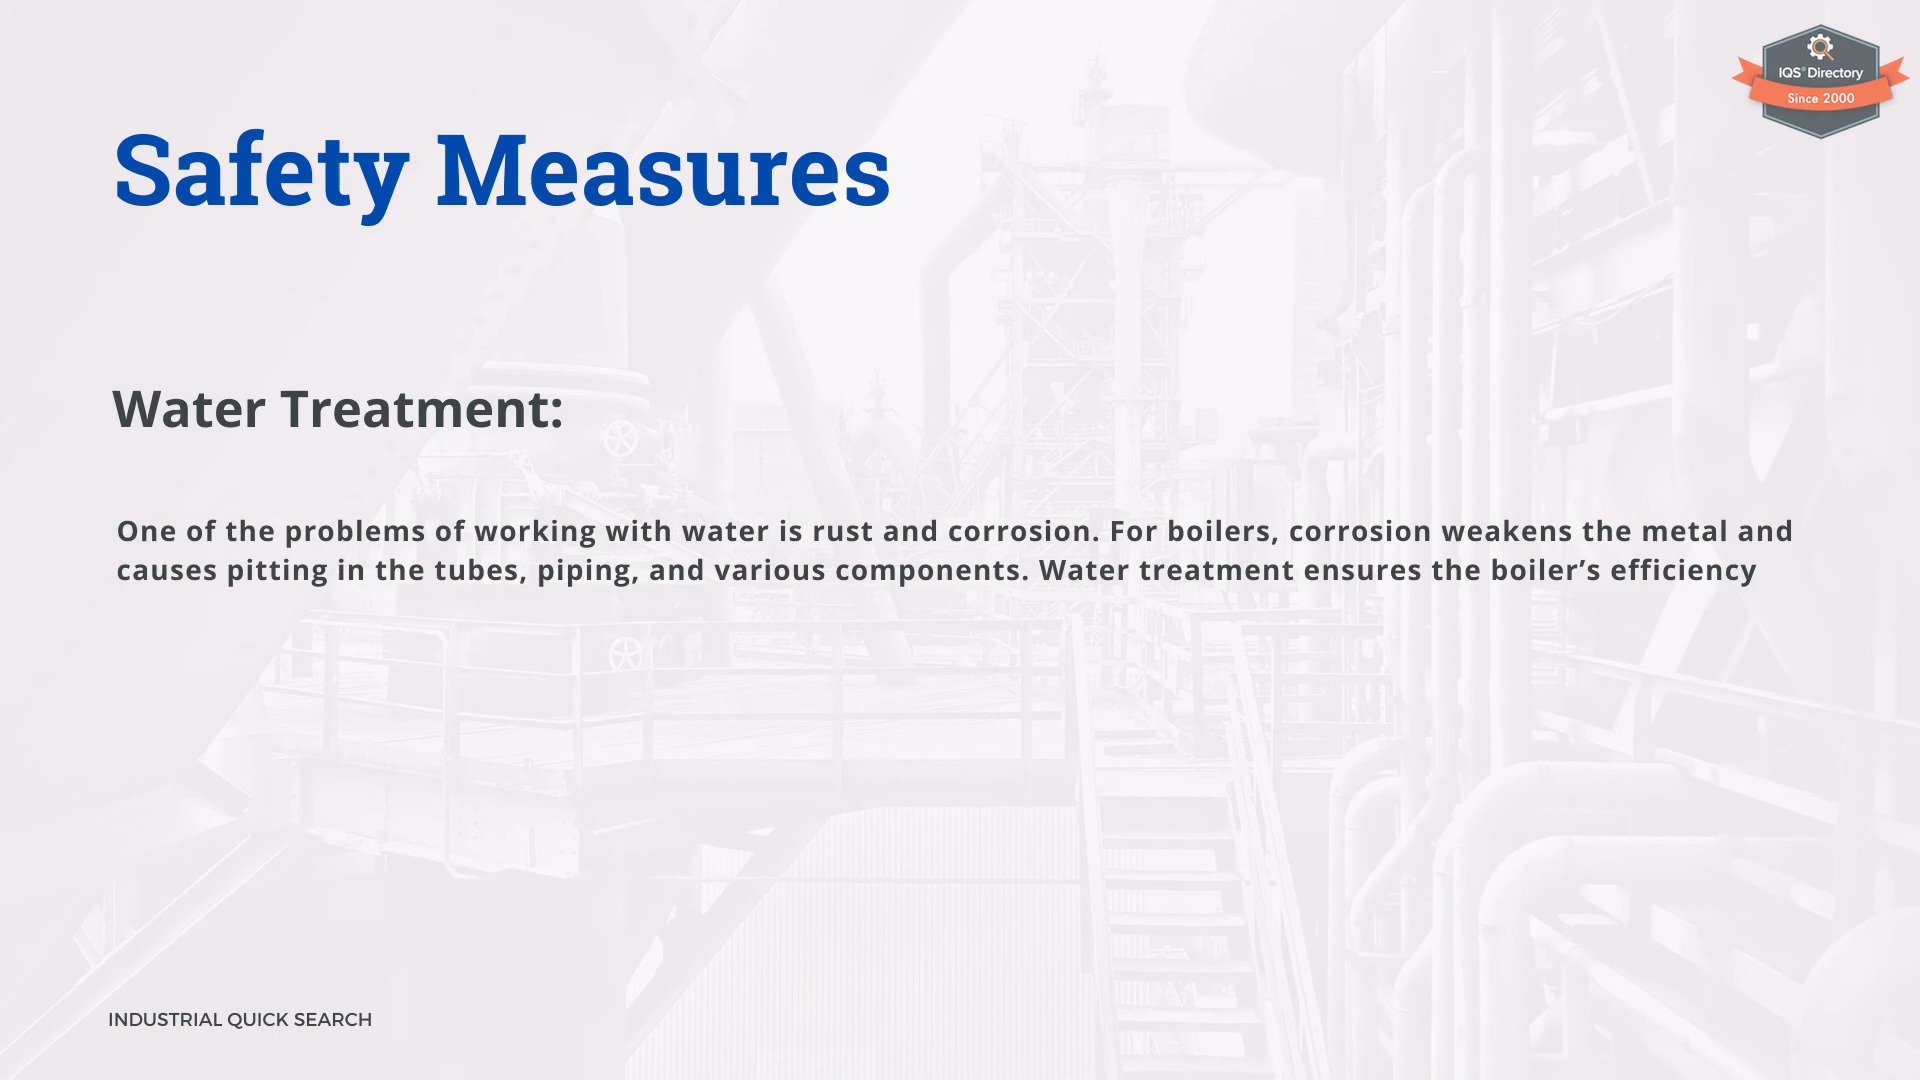 IQS® Directory
Since 2000
Safety Measures
Water Treatment:
One of the problems of working with water is rust and corrosion. For boilers, corrosion weakens the metal and
causes pitting in the tubes, piping, and various components. Water treatment ensures the boiler’s efficiency
INDUSTRIAL QUICK SEARCH